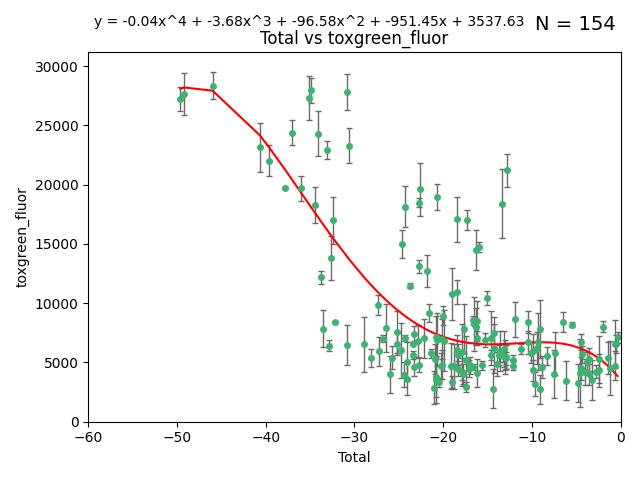 y = -0.04x^4 + -3.68x^3 + -96.58x^2 + -951.45x + 3537.63
N = 154
Total vs toxgreen_fluor
30000
25000
20000
15000
10000
5000
0
toxgreen_fluor
−60
−50
−40
−30
−20
−10
0
Total